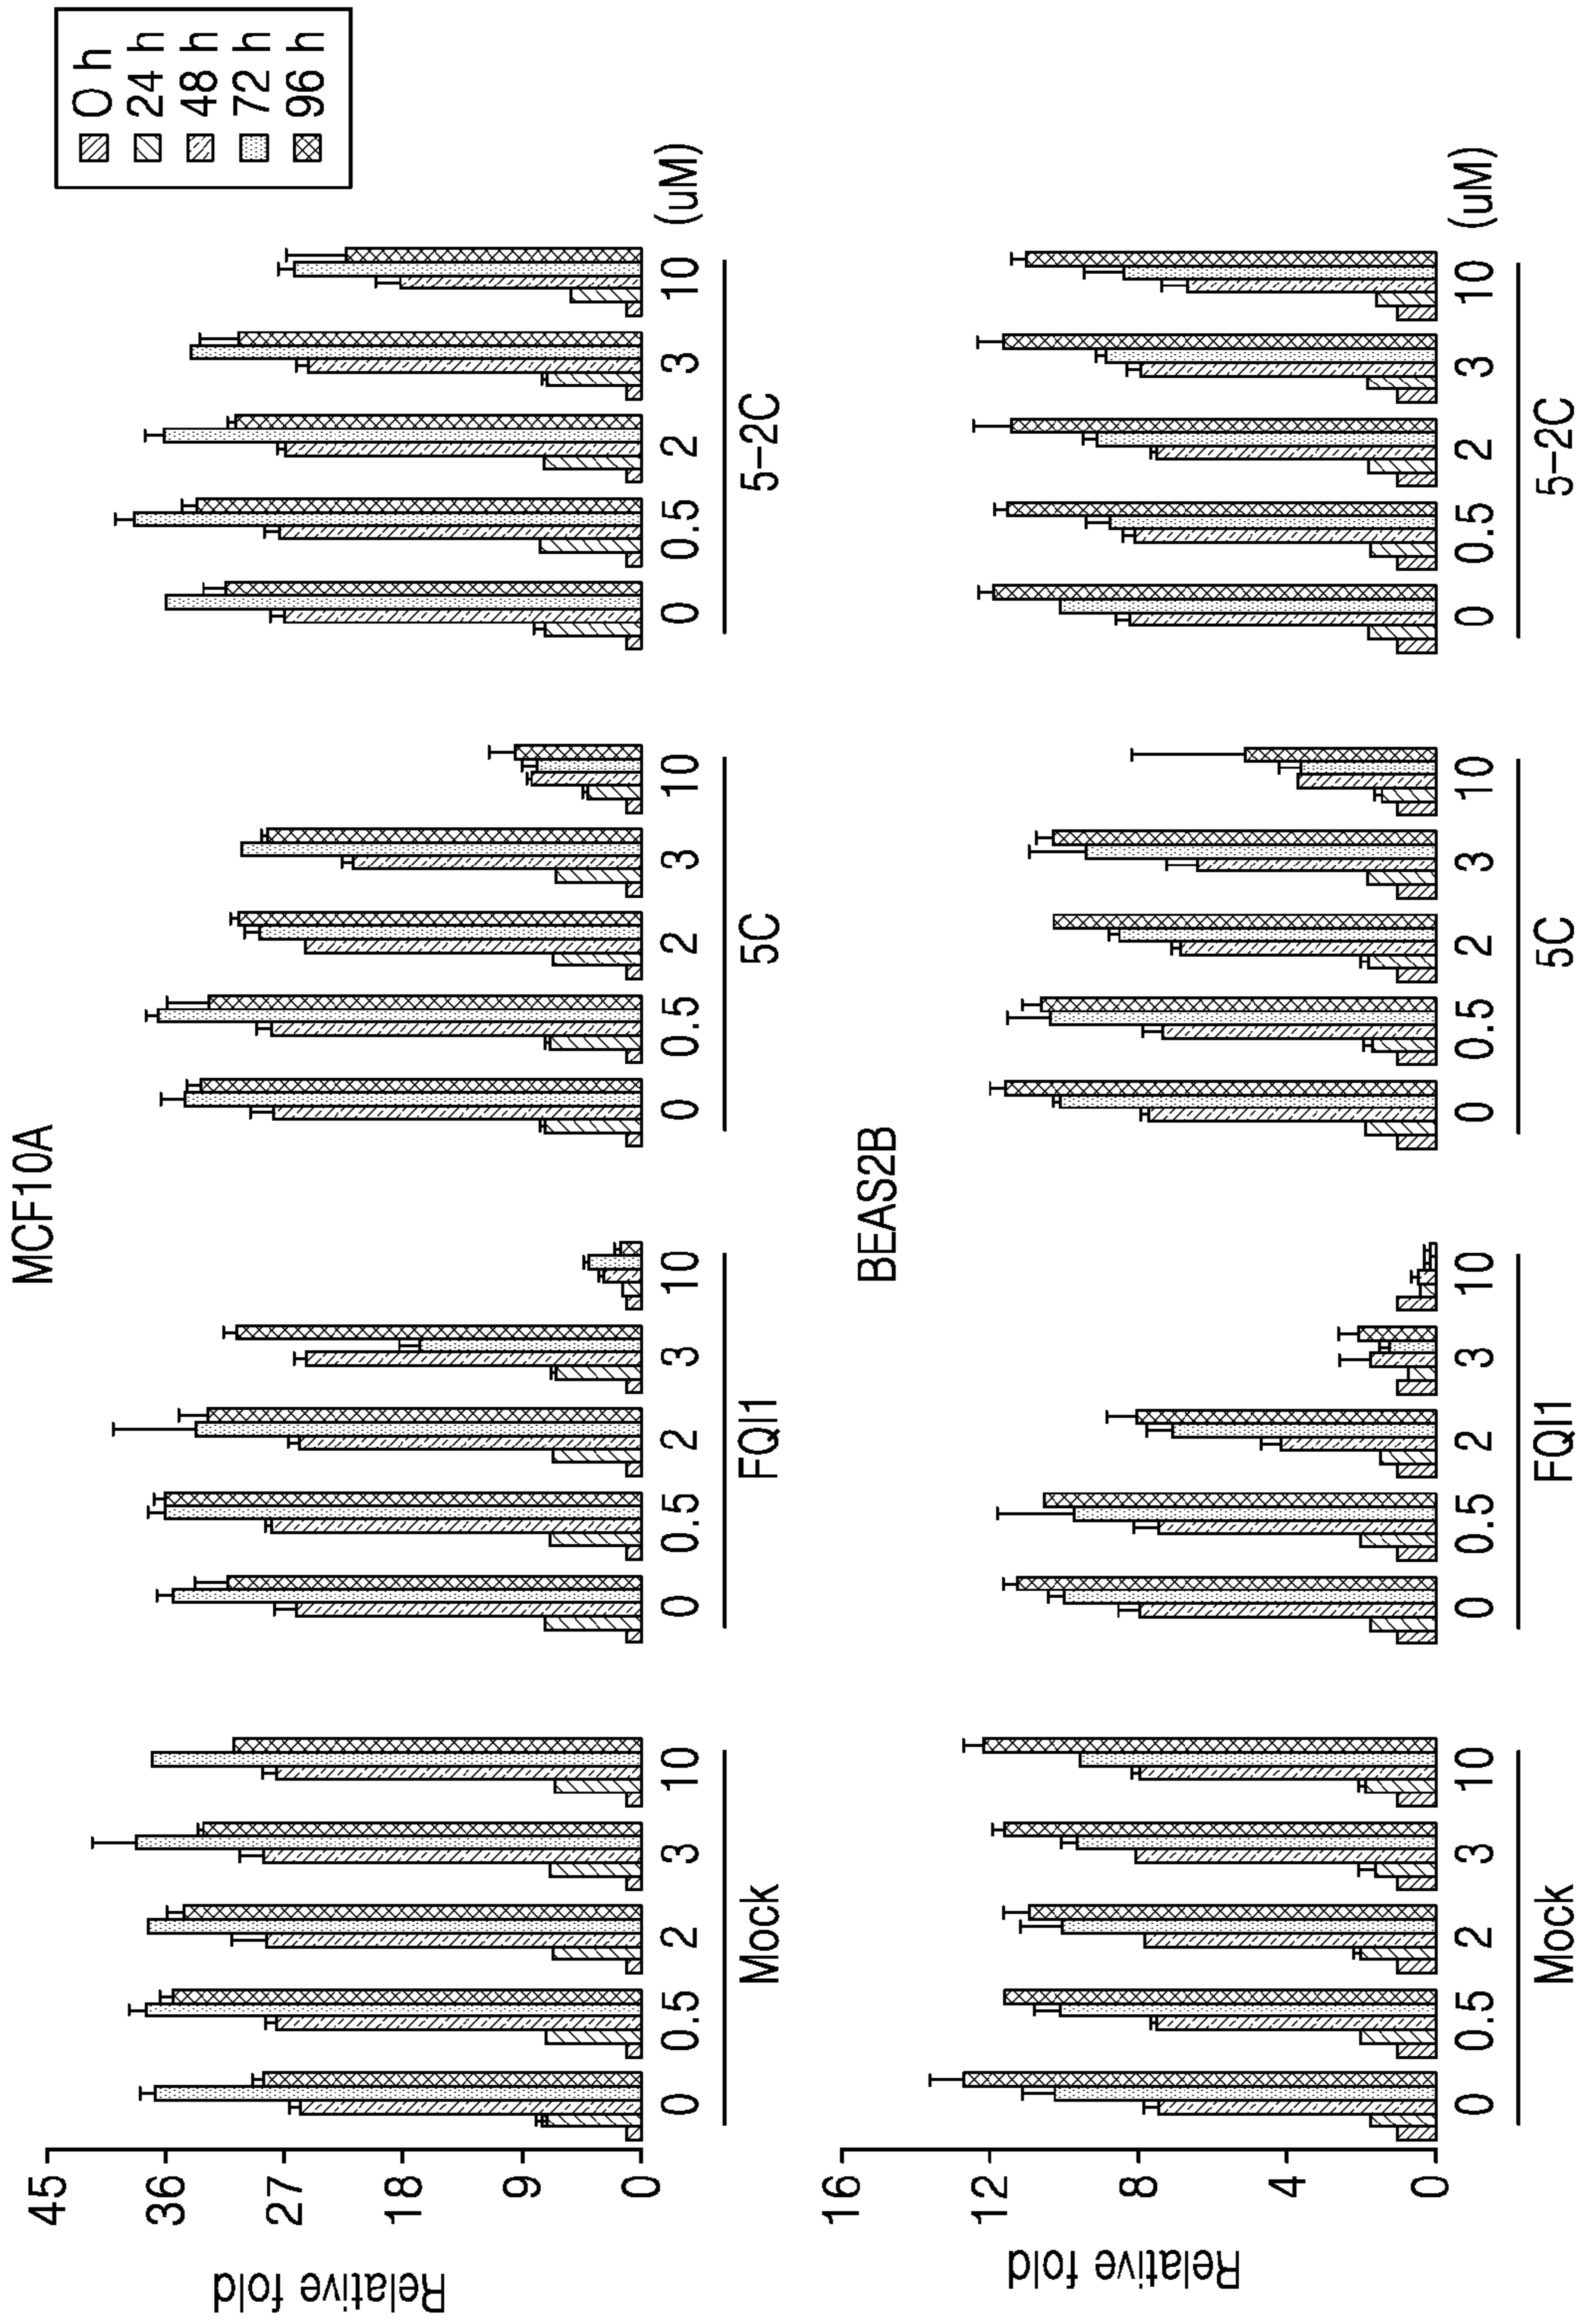 MCF10A
0 h
24 h
48 h
72 h
96 h
Relative fold
45
36
27
18
9
0
0 0.5 2 3 10 0 0.5 2 3 10 0 0.5 2 3 10 0 0.5 2 3 10 (uM)
Mock FQI1 5C 5-2C
BEAS2B
Relative fold
16
12
8
4
0
0 0.5 2 3 10 0 0.5 2 3 10 0 0.5 2 3 10 0 0.5 2 3 10 (uM)
Mock FQI1 5C 5-2C